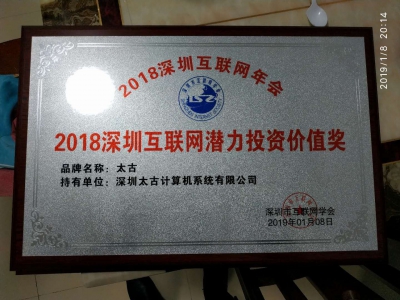 2018深圳互联网年会
2018深圳互联网潜力投资价值奖
品牌名称：太古
持有单位：深圳太古计算机系统有限公司
深圳市互联网学会
2019年01月08日
2019/1/8 20:14